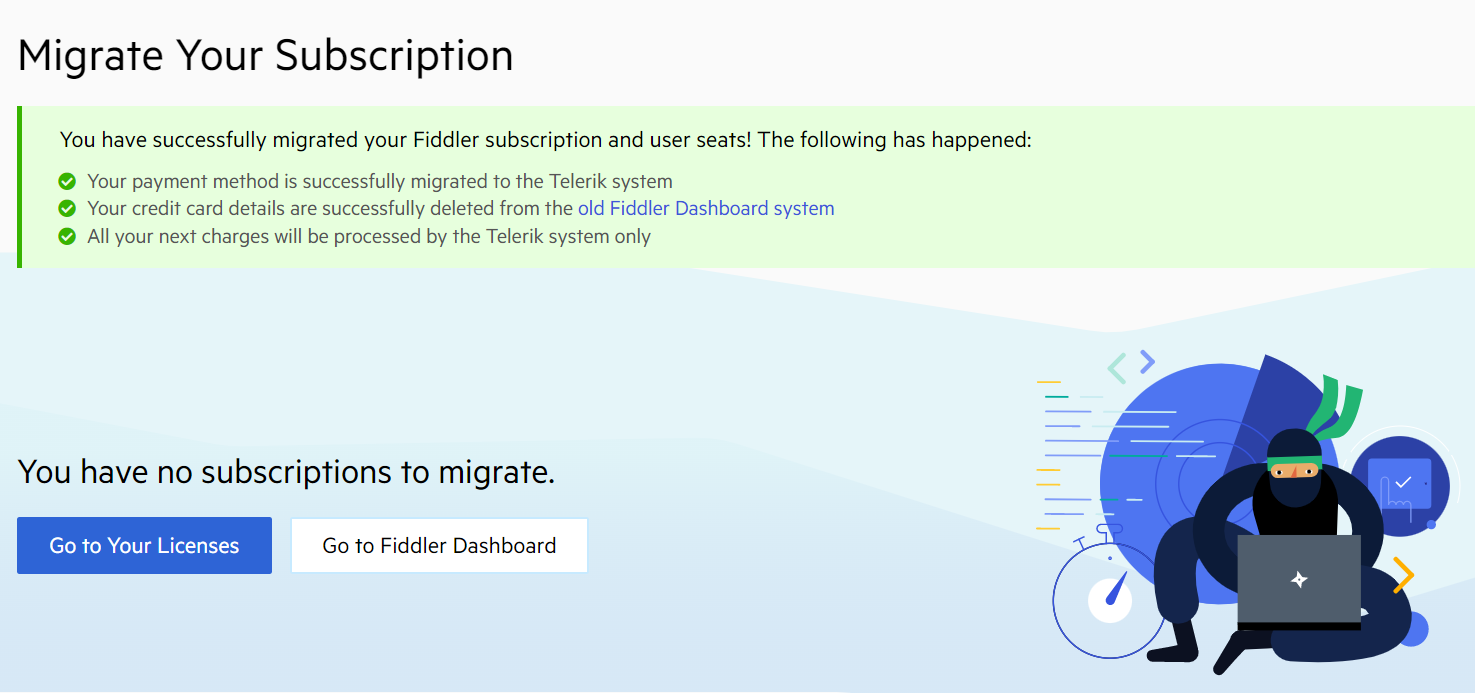 Migrate Your Subscription
You have successfully migrated your Fiddler subscription and user seats! The following has happened:
Your payment method is successfully migrated to the Telerik system
Your credit card details are successfully deleted from the old Fiddler Dashboard system
All your next charges will be processed by the Telerik system only
You have no subscriptions to migrate.
Go to Your Licenses
Go to Fiddler Dashboard